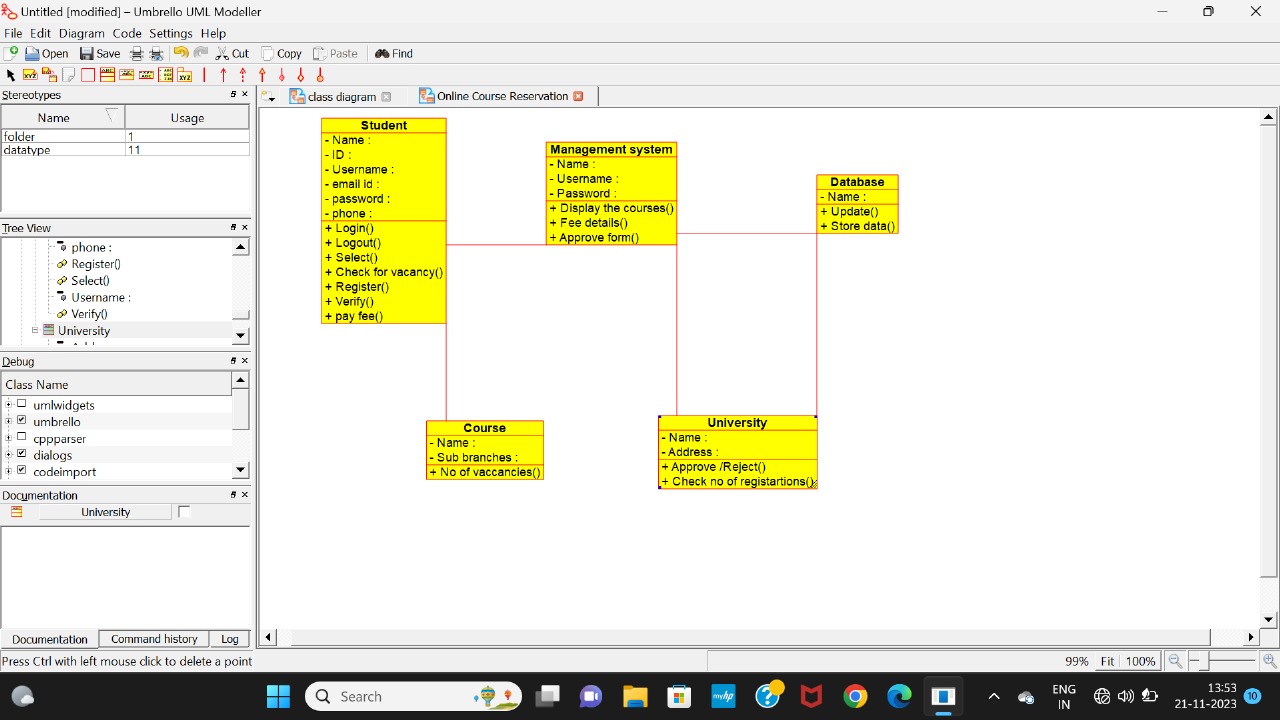 Untitled [modified] – Umbrello UML Modeller
File Edit Diagram Code Settings Help
Open Save Cut Copy Paste Find
Stereotypes
Name Usage
folder 1
datatype 11
Tree View
phone :
Register()
Select()
Username :
Verify()
University
Debug
Class Name
umlwidgets
umbrello
cppparser
dialogs
codeimport
Documentation
University
Documentation Command history Log
Press Ctrl with left mouse click to delete a point
class diagram
Online Course Reservation
Student
- Name :
- ID :
- Username :
- email id :
- password :
- phone :
+ Login()
+ Logout()
+ Select()
+ Check for vacancy()
+ Register()
+ Verify()
+ pay fee()
Management system
- Name :
- Username :
- Password :
+ Display the courses()
+ Fee details()
+ Approve form()
Database
- Name :
+ Update()
+ Store data()
Course
- Name :
- Sub branches :
+ No of vaccancies()
University
- Name :
- Address :
+ Approve /Reject()
+ Check no of registartions()
99% Fit 100%
Search
ENG
IN
13:53
21-11-2023
10